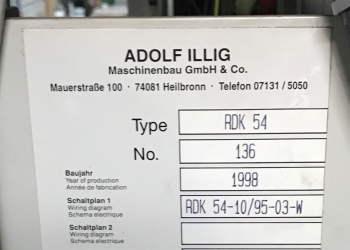 ADOLF ILLIG
Maschinenbau GmbH & Co.
Mauerstraße 100 · 74081 Heilbronn · Telefon 07131 / 5050
Type RDK 54
No. 136
Baujahr
Year of production 1998
Année de fabrication
Schaltplan 1
Wiring diagram RDK 54-10/95-03-W
Schema electrique
Schaltplan 2
Wiring diagram
Schema electrique